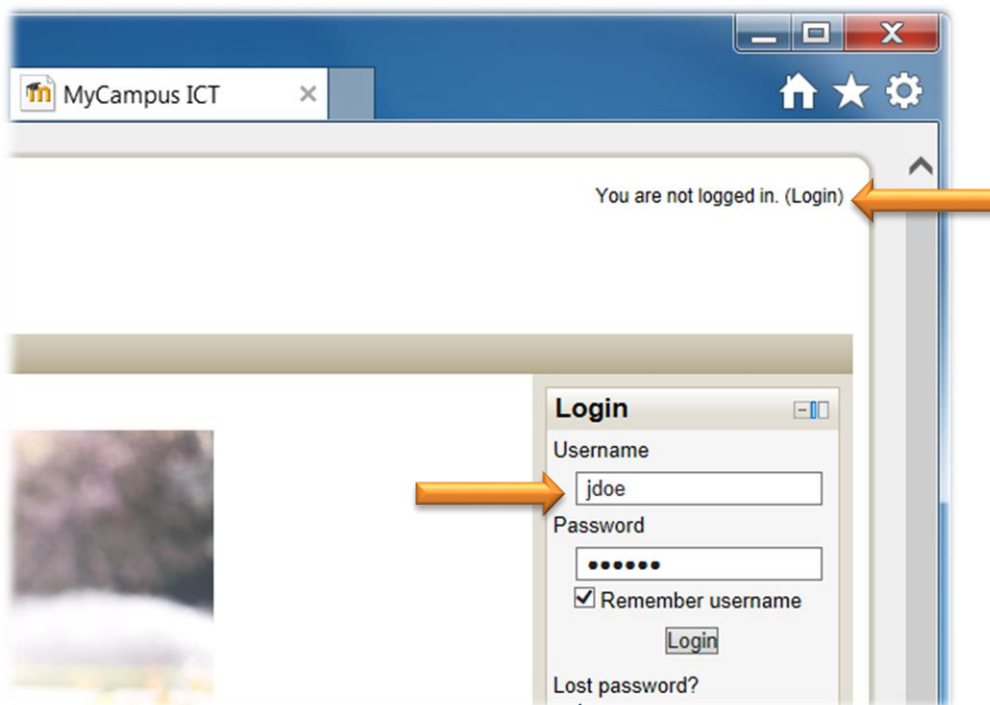 MyCampus ICT
You are not logged in. (Login)
Login
Username
jdoe
Password
••••••
Remember username
Login
Lost password?